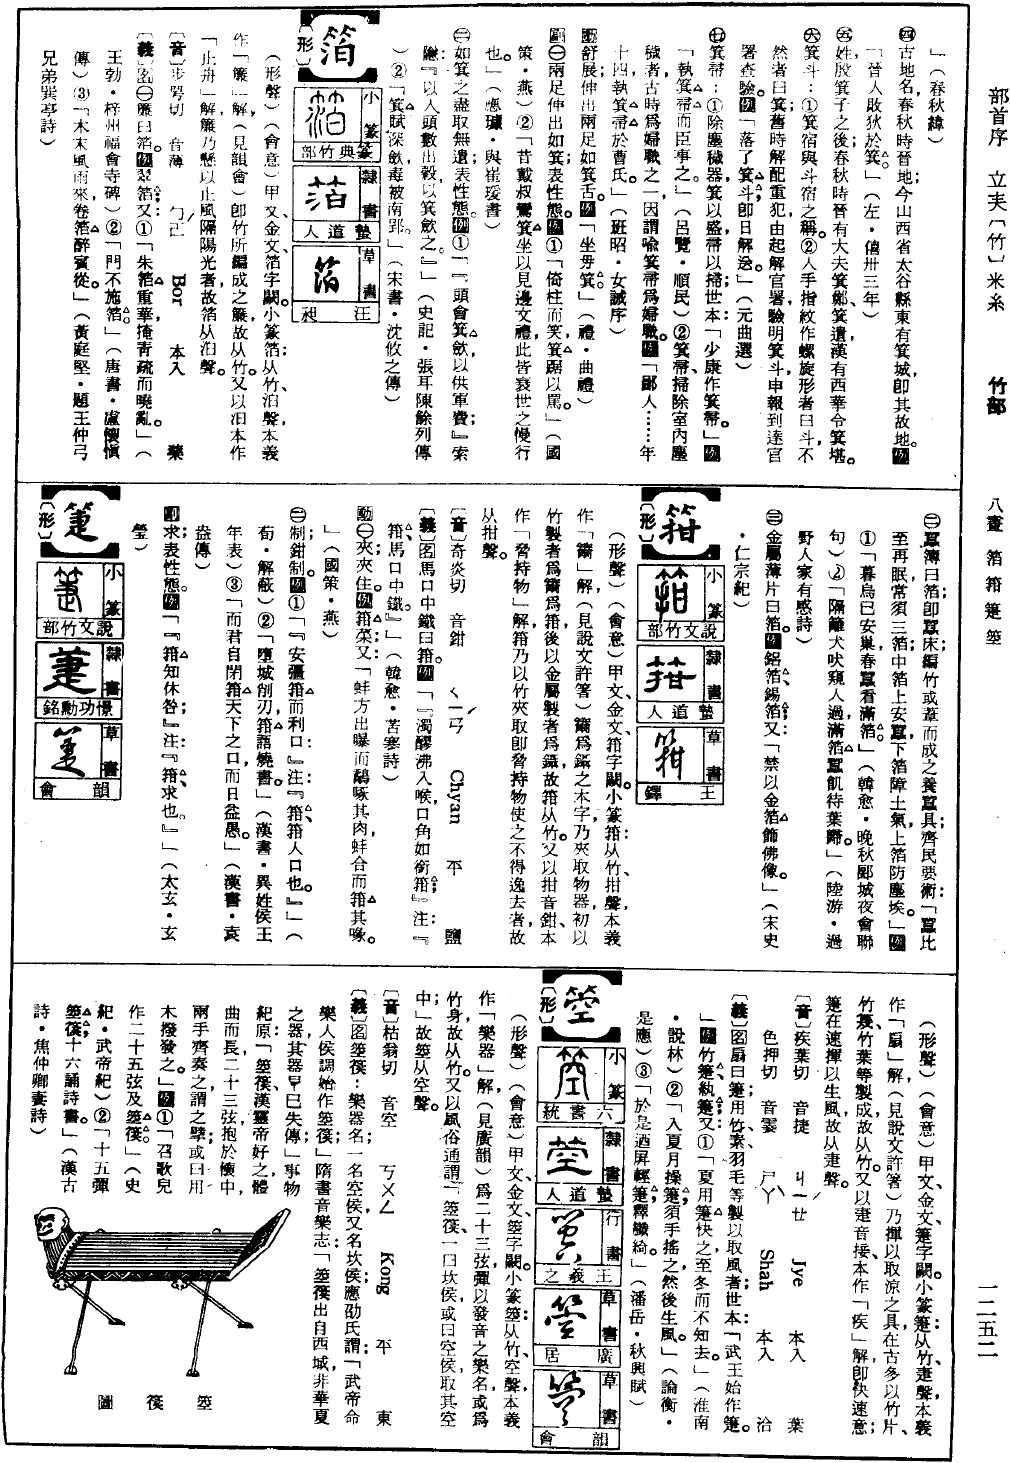 部首序　立夫〔竹〕米糸　竹部　八畫　箔箝箑箜　一二五二
」（春秋緯）
㈣古地名，春秋時晉地；今山西省太谷縣東有箕城，卽其故地。例
「晉人敗狄於箕。」（左・僖卅三年）
㈤姓，殷箕子之後；春秋時晉有大夫箕鄭、箕遺，漢有西華令箕堪。
㈥箕斗：①箕宿與斗宿之稱。②人手指紋作螺旋形者曰斗，不
然者曰箕；舊時解配重犯，由起解官署驗明箕斗申報到達官
署查驗。例「落了箕斗，卽日解送。」（元曲選）
㈦箕帚：①除塵穢器，箕以盛，帚以掃；世本：「少康作箕帚。」例
「執箕帚而臣事之。」（呂覽・順民）②箕帚掃除室內塵
穢者，古時爲婦職之一，因謂喩箕帚爲婦職。例「鄙人……年
十四，執箕帚於曹氏。」（班昭・女誡序）
動舒展伸出兩足如箕舌。例「坐毋箕。」（禮・曲禮）
副㈠兩足伸出如箕；表性態。例①「倚柱而笑，箕踞以罵。」（國
策・燕）②「昔戴叔鸞箕坐，以見邊文禮，此皆衰世之慢行
也。」（應璩・與崔瑗書）
㈡如箕之盡取無遺；表性態。例①「『頭會箕歛，以供軍費』索
隱：『以人頭數出穀，以箕歛之。』」（史記・張耳陳餘列傳
）②「箕賦深歛，毒被南郢。」（宋書・沈攸之傳）
箔〔形〕
小篆　篆典竹部
隸書　蟄道人
草書　汪昶
（形聲）（會意）甲文、金文、箔字闕。小篆箔：从竹、泊聲，本義
作「簾」解（見韻會），卽竹所編成之簾，故从竹。又以泊本作
「止舟」解，簾乃懸以止風隔陽光者，故箔从泊聲。
〔音〕步咢切　音薄　ㄅㄛˊ　Bor　本入　藥
〔義〕名㈠簾曰箔。例翠箔；又：①「朱箔重華掩，靑疏而曉亂。」（
王勃・梓州福會寺碑）②「門不施箔。」（唐書・盧懷愼
傳）③「木末風雨來，卷箔醉賓從。」（黃庭堅・題王仲弓
兄弟巽亭詩）
㈡蠶簿曰箔；卽蠶床，編竹或葦而成之養蠶具；齊民要術：「蠶比
至再眠，常須三箔；中箔上安蠶，下箔障土氣，上箔防塵埃。」例
①「暮鳥已安巢，春蠶看滿箔。」（韓愈・晚秋郾城夜會聯
句）②「隔籬犬吠窺人過，滿箔蠶飢待葉歸。」（陸游・過
野人家有感詩）
㈢金屬薄片曰箔。例鋁箔、錫箔；又「禁以金箔飾佛像。」（宋史
・仁宗紀）
箝〔形〕
小篆　說文竹部
隸書　蟄道人
草書　王鐸
（形聲）（會意）甲文、金文、箝字闕。小篆箝：从竹、拑聲，本義
作「籋」解（見說文許箸），籋爲鑷之本字，乃夾取物器，初以
竹製者爲籋爲箝，後以金屬製者爲鑷，故箝从竹。又以拑音鉗，本
作「脅持物」解，箝乃以竹夾取，卽脅持物使之不得逸去者，故
从拑聲。
〔音〕奇炎切　音鉗　ㄑㄧㄢˊ　Chyan　平　鹽
〔義〕名馬口中鐵曰箝。例「『濁醪沸入喉，口角如銜箝』注：『
箝，馬口中鐵。』」（韓愈・苦寒詩）
動㈠夾，夾住。例箝菜；又：「蚌方出曝，而鷸啄其肉，蚌合而箝其喙。
」（國策・燕）
㈡制，鉗制。例①「『安彊箝而利口』注：『箝，箝人口也。』」（
荀・解蔽）②「墮城削刃，箝語燒書。」（漢書・異姓侯王
年表）③「而君自閉箝天下之口，而日益愚。」（漢書・袁
盎傳）
副求；表性態。例「『箝知休咎』注：『箝，求也。』」（太玄・玄
瑩）
箑〔形〕
小篆　說文竹部
隸書　憬功勳銘
草書　韻會
（形聲）（會意）甲文、金文、箑字闕。小篆箑：从竹、疌聲，本義
作「扇」解（見說文許箸），乃揮以取涼之具，在古多以竹片、
竹篾、竹葉等製成，故从竹。又以疌音接，本作「疾」解，卽快速意；
箑在速揮以生風，故从疌聲。
〔音〕疾葉切　音捷　ㄐㄧㄝˊ　Jye　本入　葉
色押切　音霎　ㄕㄚˋ　Shah　本入　洽
〔義〕名扇曰箑，用竹、素、羽毛等製以取風者；世本：「武王始作箑。
」例竹箑、執箑；又：①「夏用箑，快之，至冬而不知去。」（淮南
・說林）②「入夏月操箑，須手搖之，然後生風。」（論衡・
是應）③「於是迺屏輕箑，釋纖絺。」（潘岳・秋興賦）
箜〔形〕
小篆　六書統
隸書　蟄道人
行書　王羲之
草書　廣居
草書　韻會
（形聲）（會意）甲文、金文、箜字闕。小篆箜：从竹、空聲，本義
作「樂器」解（見廣韻），爲二十三弦，彈以發音之樂名，或爲
竹身，故从竹。又以風俗通謂「箜篌，一曰坎侯，或曰空侯，取其空
中」，故箜从空聲。
〔音〕枯翁切　音空　ㄎㄨㄥ　Kong　平　東
〔義〕名箜篌：樂器名，一名空侯，又名坎侯；應劭氏謂：「武帝命
樂人侯調始作箜篌」；隋書音樂志：「箜篌出自西域，非華夏
之器，其器早已失傳」；事物
紀原：「箜篌，漢靈帝好之，體
曲而長，二十三弦，抱於懷中，
兩手齊奏之，謂之擘；或曰用
木撥發之。」例①「召歌兒
作二十五弦及箜篌。」（史
紀・武帝紀）②「十五彈
箜篌，十六誦詩書。」（漢古
詩・焦仲卿妻詩）
箜篌圖